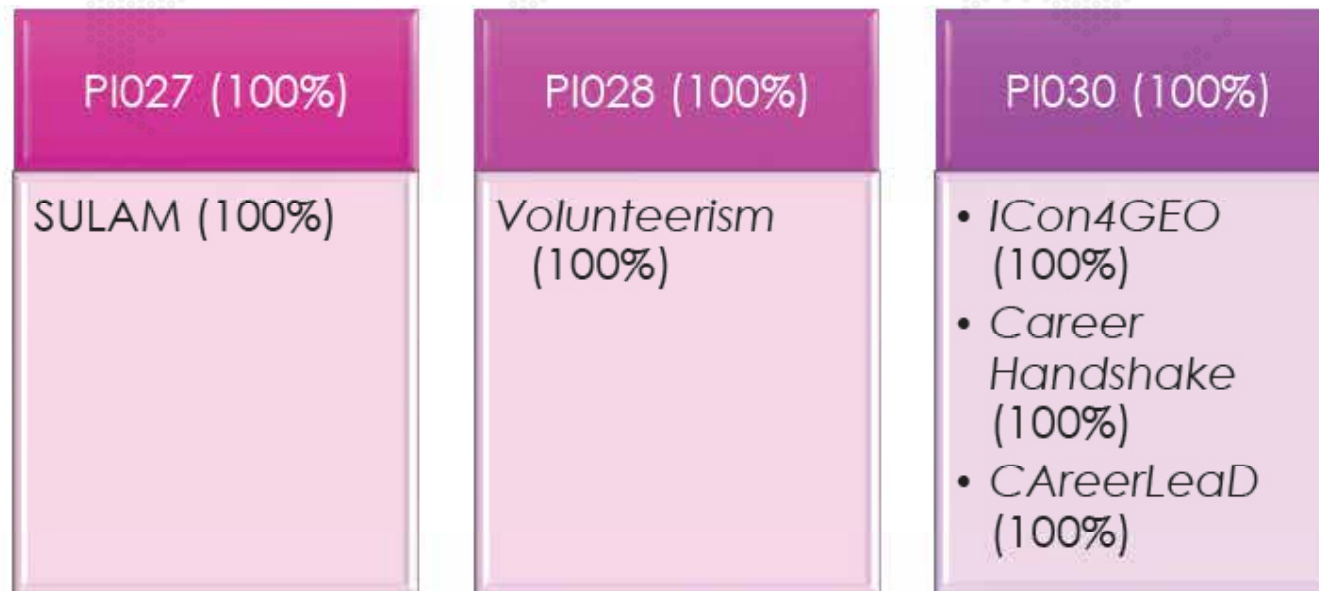 PI027 (100%)
SULAM (100%)
PI028 (100%)
Volunteerism
(100%)
PI030 (100%)
• ICon4GEO
(100%)
• Career
Handshake
(100%)
• CAreerLeaD
(100%)